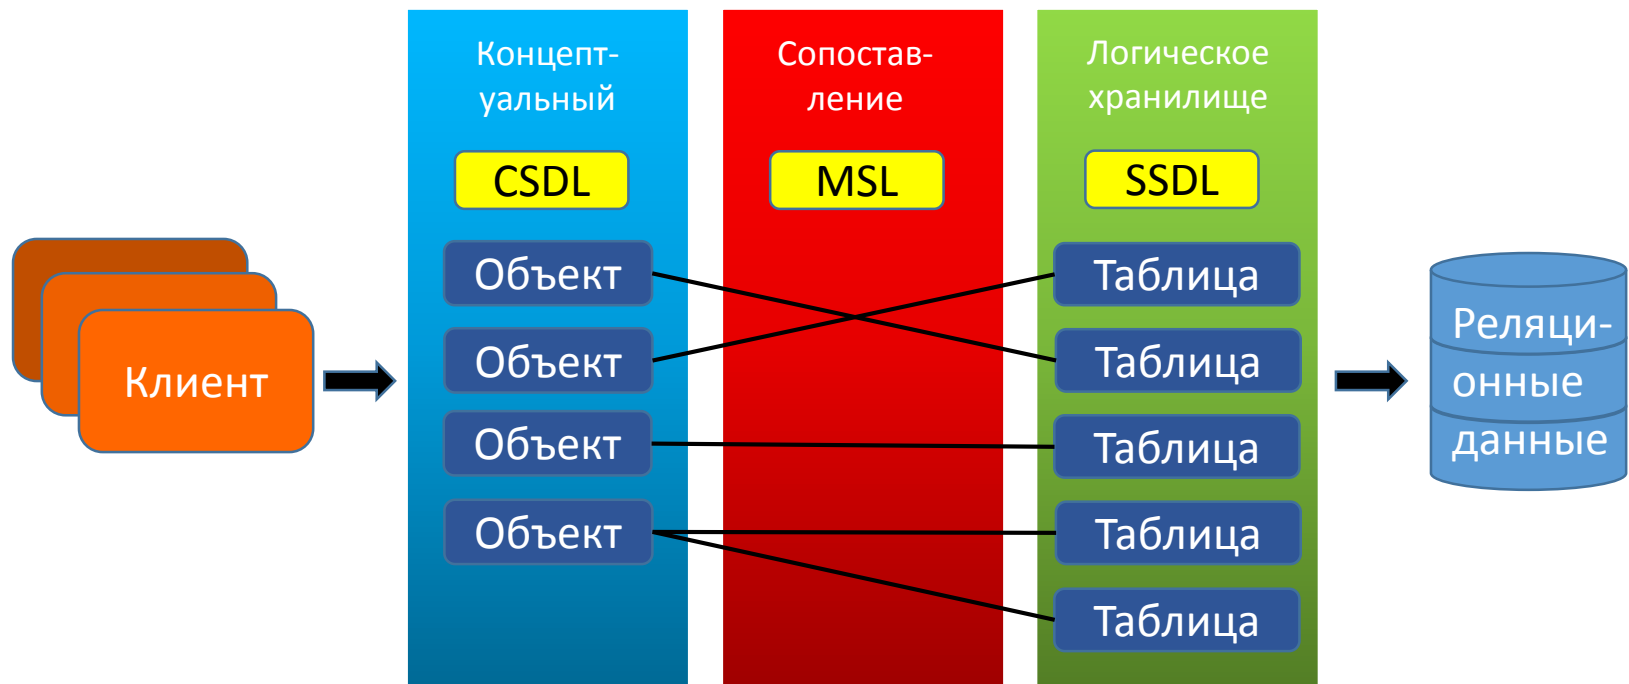 Клиент
Концепт-
уальный
CSDL
Объект
Объект
Объект
Объект
Сопостав-
ление
MSL
Логическое
хранилище
SSDL
Таблица
Таблица
Таблица
Таблица
Таблица
Реляци-
онные
данные